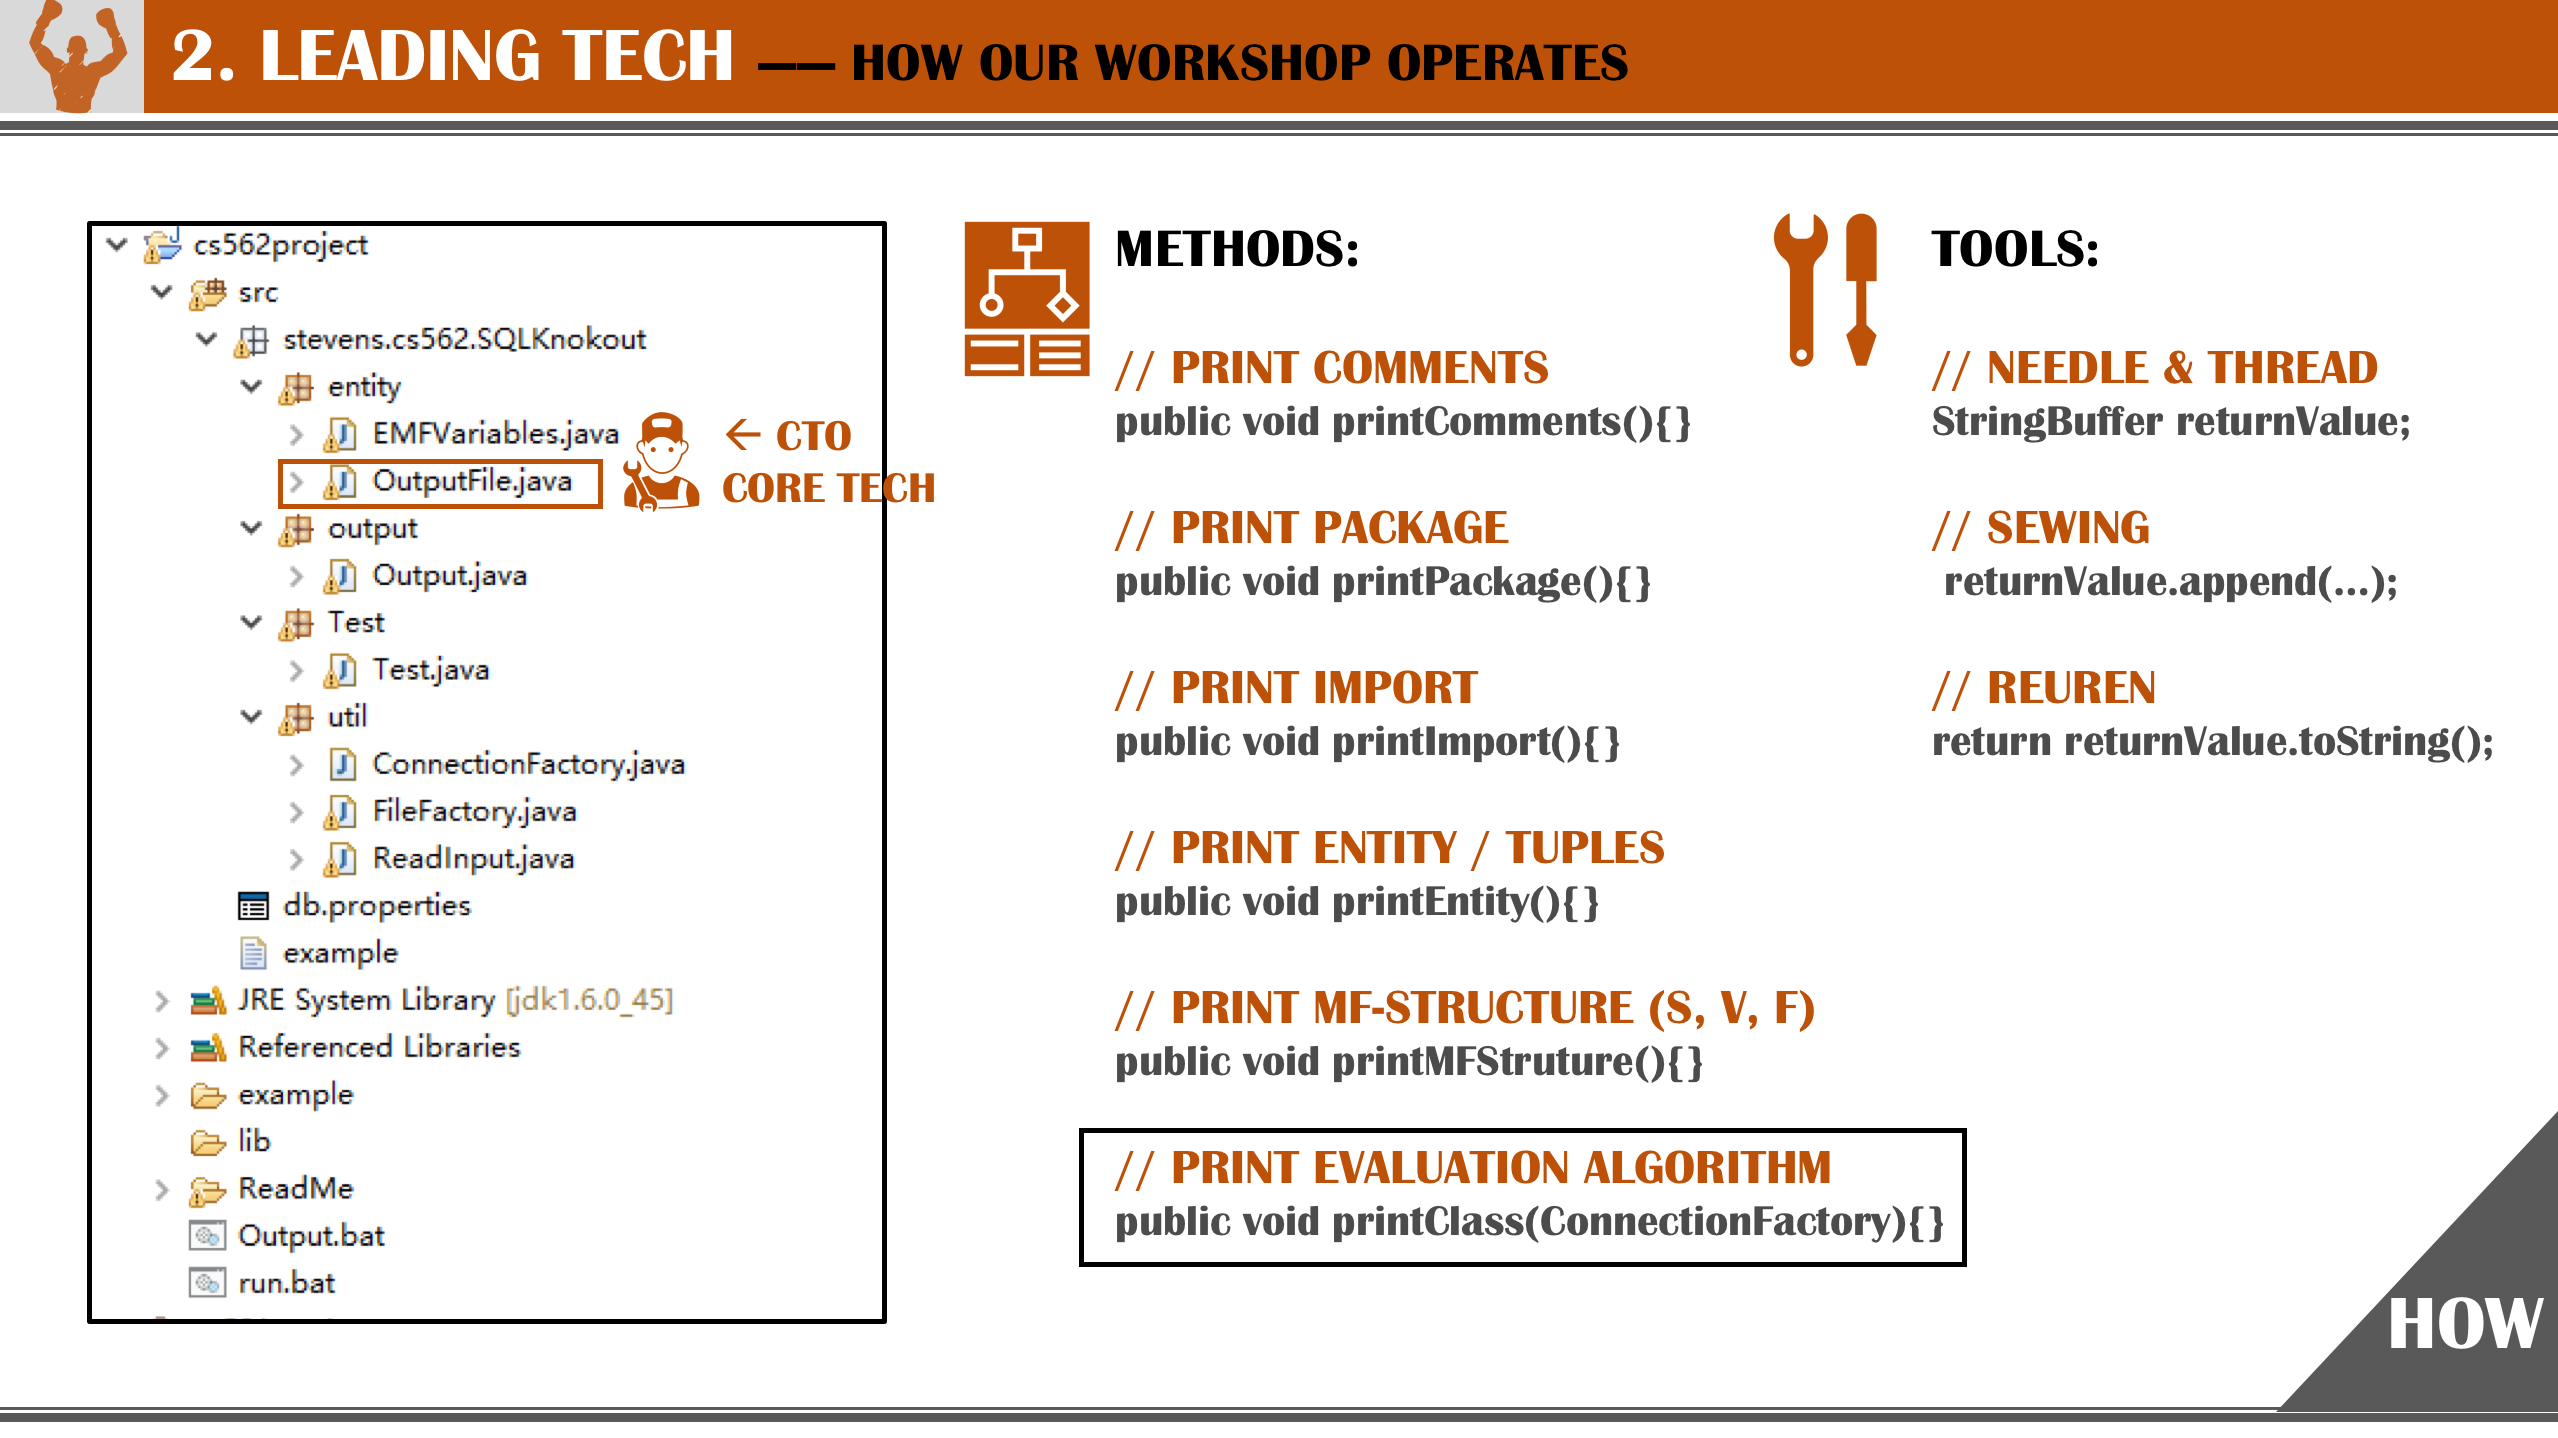 2. LEADING TECH —— HOW OUR WORKSHOP OPERATES
cs562project
src
stevens.cs562.SQLKnokout
entity
EMFVariables.java
OutputFile.java
← CTO
CORE TECH
output
Output.java
Test
Test.java
util
ConnectionFactory.java
FileFactory.java
ReadInput.java
db.properties
example
JRE System Library [jdk1.6.0_45]
Referenced Libraries
example
lib
ReadMe
Output.bat
run.bat
METHODS:
// PRINT COMMENTS
public void printComments(){}
// PRINT PACKAGE
public void printPackage(){}
// PRINT IMPORT
public void printImport(){}
// PRINT ENTITY / TUPLES
public void printEntity(){}
// PRINT MF-STRUCTURE (S, V, F)
public void printMFStruture(){}
// PRINT EVALUATION ALGORITHM
public void printClass(ConnectionFactory){}
TOOLS:
// NEEDLE & THREAD
StringBuffer returnValue;
// SEWING
returnValue.append(...);
// REUREN
return returnValue.toString();
HOW